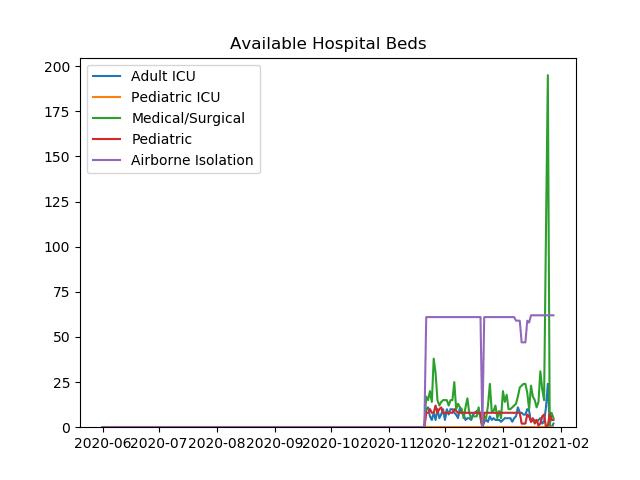 Available Hospital Beds
200
175
150
125
100
75
50
25
0
Adult ICU
Pediatric ICU
Medical/Surgical
Pediatric
Airborne Isolation
2020-06 2020-07 2020-08 2020-09 2020-10 2020-11 2020-12 2021-01 2021-02